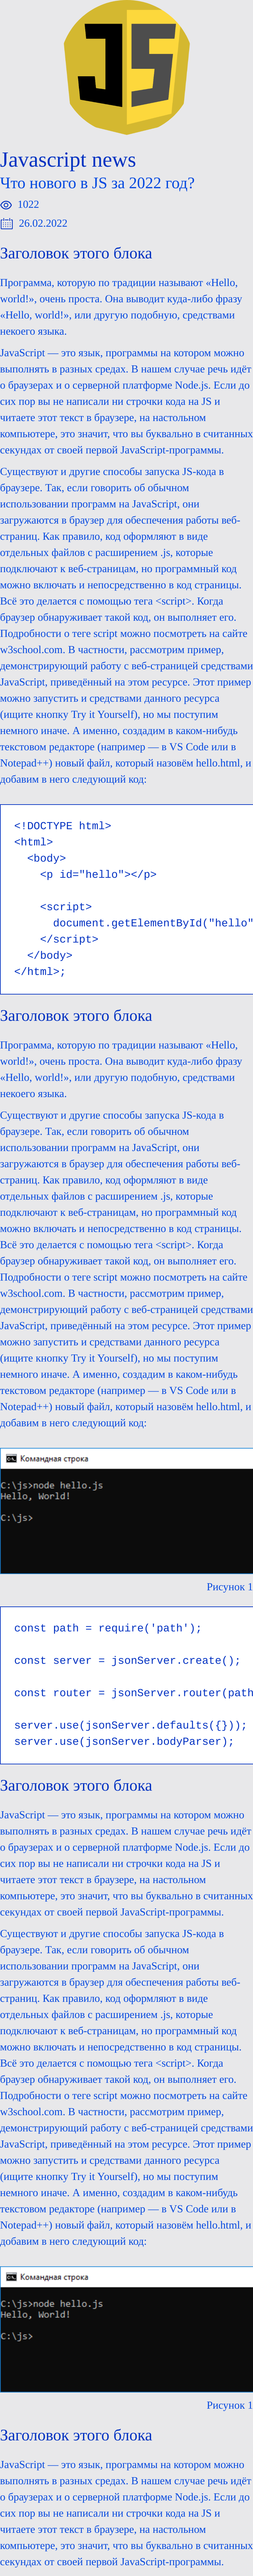 JS
Javascript news
Что нового в JS за 2022 год?
1022
26.02.2022
Заголовок этого блока
Программа, которую по традиции называют «Hello,
world!», очень проста. Она выводит куда-либо фразу
«Hello, world!», или другую подобную, средствами
некоего языка.
JavaScript — это язык, программы на котором можно
выполнять в разных средах. В нашем случае речь идёт
о браузерах и о серверной платформе Node.js. Если до
сих пор вы не написали ни строчки кода на JS и
читаете этот текст в браузере, на настольном
компьютере, это значит, что вы буквально в считанных
секундах от своей первой JavaScript-программы.
Существуют и другие способы запуска JS-кода в
браузере. Так, если говорить об обычном
использовании программ на JavaScript, они
загружаются в браузер для обеспечения работы веб-
страниц. Как правило, код оформляют в виде
отдельных файлов с расширением .js, которые
подключают к веб-страницам, но программный код
можно включать и непосредственно в код страницы.
Всё это делается с помощью тега <script>. Когда
браузер обнаруживает такой код, он выполняет его.
Подробности о теге script можно посмотреть на сайте
w3school.com. В частности, рассмотрим пример,
демонстрирующий работу с веб-страницей средствами
JavaScript, приведённый на этом ресурсе. Этот пример
можно запустить и средствами данного ресурса
(ищите кнопку Try it Yourself), но мы поступим
немного иначе. А именно, создадим в каком-нибудь
текстовом редакторе (например — в VS Code или в
Notepad++) новый файл, который назовём hello.html, и
добавим в него следующий код:
<!DOCTYPE html>
<html>
<body>
<p id="hello"></p>
<script>
document.getElementById("hello"
</script>
</body>
</html>;
Заголовок этого блока
Программа, которую по традиции называют «Hello,
world!», очень проста. Она выводит куда-либо фразу
«Hello, world!», или другую подобную, средствами
некоего языка.
Существуют и другие способы запуска JS-кода в
браузере. Так, если говорить об обычном
использовании программ на JavaScript, они
загружаются в браузер для обеспечения работы веб-
страниц. Как правило, код оформляют в виде
отдельных файлов с расширением .js, которые
подключают к веб-страницам, но программный код
можно включать и непосредственно в код страницы.
Всё это делается с помощью тега <script>. Когда
браузер обнаруживает такой код, он выполняет его.
Подробности о теге script можно посмотреть на сайте
w3school.com. В частности, рассмотрим пример,
демонстрирующий работу с веб-страницей средствами
JavaScript, приведённый на этом ресурсе. Этот пример
можно запустить и средствами данного ресурса
(ищите кнопку Try it Yourself), но мы поступим
немного иначе. А именно, создадим в каком-нибудь
текстовом редакторе (например — в VS Code или в
Notepad++) новый файл, который назовём hello.html, и
добавим в него следующий код:
Командная строка
C:\js>node hello.js
Hello, World!
C:\js>
Рисунок 1
const path = require('path');
const server = jsonServer.create();
const router = jsonServer.router(path
server.use(jsonServer.defaults({}));
server.use(jsonServer.bodyParser);
Заголовок этого блока
JavaScript — это язык, программы на котором можно
выполнять в разных средах. В нашем случае речь идёт
о браузерах и о серверной платформе Node.js. Если до
сих пор вы не написали ни строчки кода на JS и
читаете этот текст в браузере, на настольном
компьютере, это значит, что вы буквально в считанных
секундах от своей первой JavaScript-программы.
Существуют и другие способы запуска JS-кода в
браузере. Так, если говорить об обычном
использовании программ на JavaScript, они
загружаются в браузер для обеспечения работы веб-
страниц. Как правило, код оформляют в виде
отдельных файлов с расширением .js, которые
подключают к веб-страницам, но программный код
можно включать и непосредственно в код страницы.
Всё это делается с помощью тега <script>. Когда
браузер обнаруживает такой код, он выполняет его.
Подробности о теге script можно посмотреть на сайте
w3school.com. В частности, рассмотрим пример,
демонстрирующий работу с веб-страницей средствами
JavaScript, приведённый на этом ресурсе. Этот пример
можно запустить и средствами данного ресурса
(ищите кнопку Try it Yourself), но мы поступим
немного иначе. А именно, создадим в каком-нибудь
текстовом редакторе (например — в VS Code или в
Notepad++) новый файл, который назовём hello.html, и
добавим в него следующий код:
Командная строка
C:\js>node hello.js
Hello, World!
C:\js>
Рисунок 1
Заголовок этого блока
JavaScript — это язык, программы на котором можно
выполнять в разных средах. В нашем случае речь идёт
о браузерах и о серверной платформе Node.js. Если до
сих пор вы не написали ни строчки кода на JS и
читаете этот текст в браузере, на настольном
компьютере, это значит, что вы буквально в считанных
секундах от своей первой JavaScript-программы.